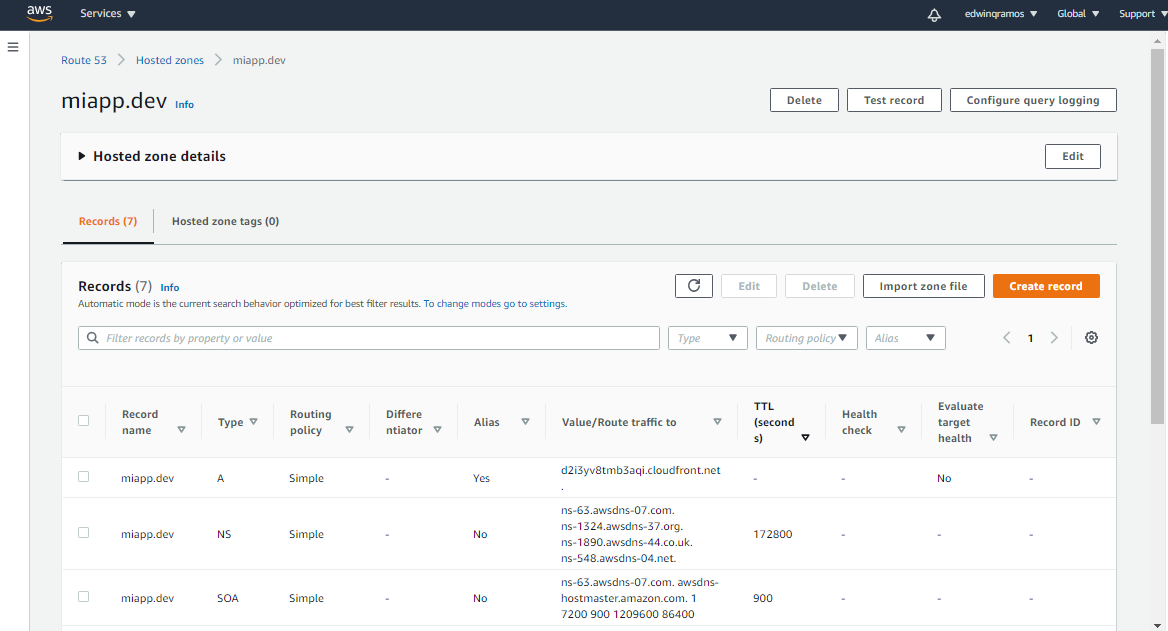 aws Services edwinqramos Global Support
Route 53 Hosted zones miapp.dev
miapp.dev Info Delete Test record Configure query logging
Hosted zone details Edit
Records (7) Hosted zone tags (0)
Records (7) Info Edit Delete Import zone file Create record
Automatic mode is the current search behavior optimized for best filter results. To change modes go to settings.
Filter records by property or value Type Routing policy Alias 1
Record
name
Type
Routing
policy
Differe
ntiator
Alias
Value/Route traffic to
TTL
(second
s)
Health
check
Evaluate
target
health
Record ID
miapp.dev A Simple - Yes d2i3yv8tmb3aqi.cloudfront.net - - No -
.
miapp.dev NS Simple - No ns-63.awsdns-07.com. 172800 - - -
ns-1324.awsdns-37.org.
ns-1890.awsdns-44.co.uk.
ns-548.awsdns-04.net.
miapp.dev SOA Simple - No ns-63.awsdns-07.com. awsdns- 900 - - -
hostmaster.amazon.com. 1
7200 900 1209600 86400